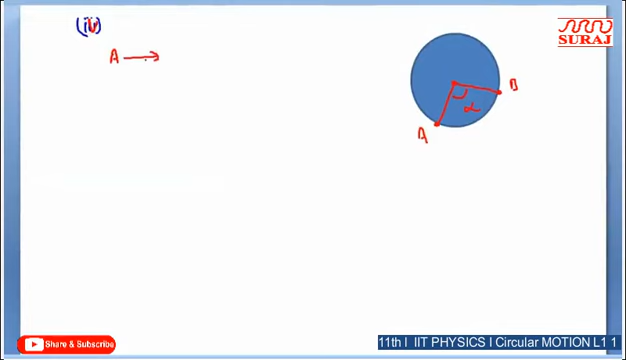 (iv)
SURAJ
A →
B
α
A
Share & Subscribe
11th I IIT PHYSICS I Circular MOTION L1 1